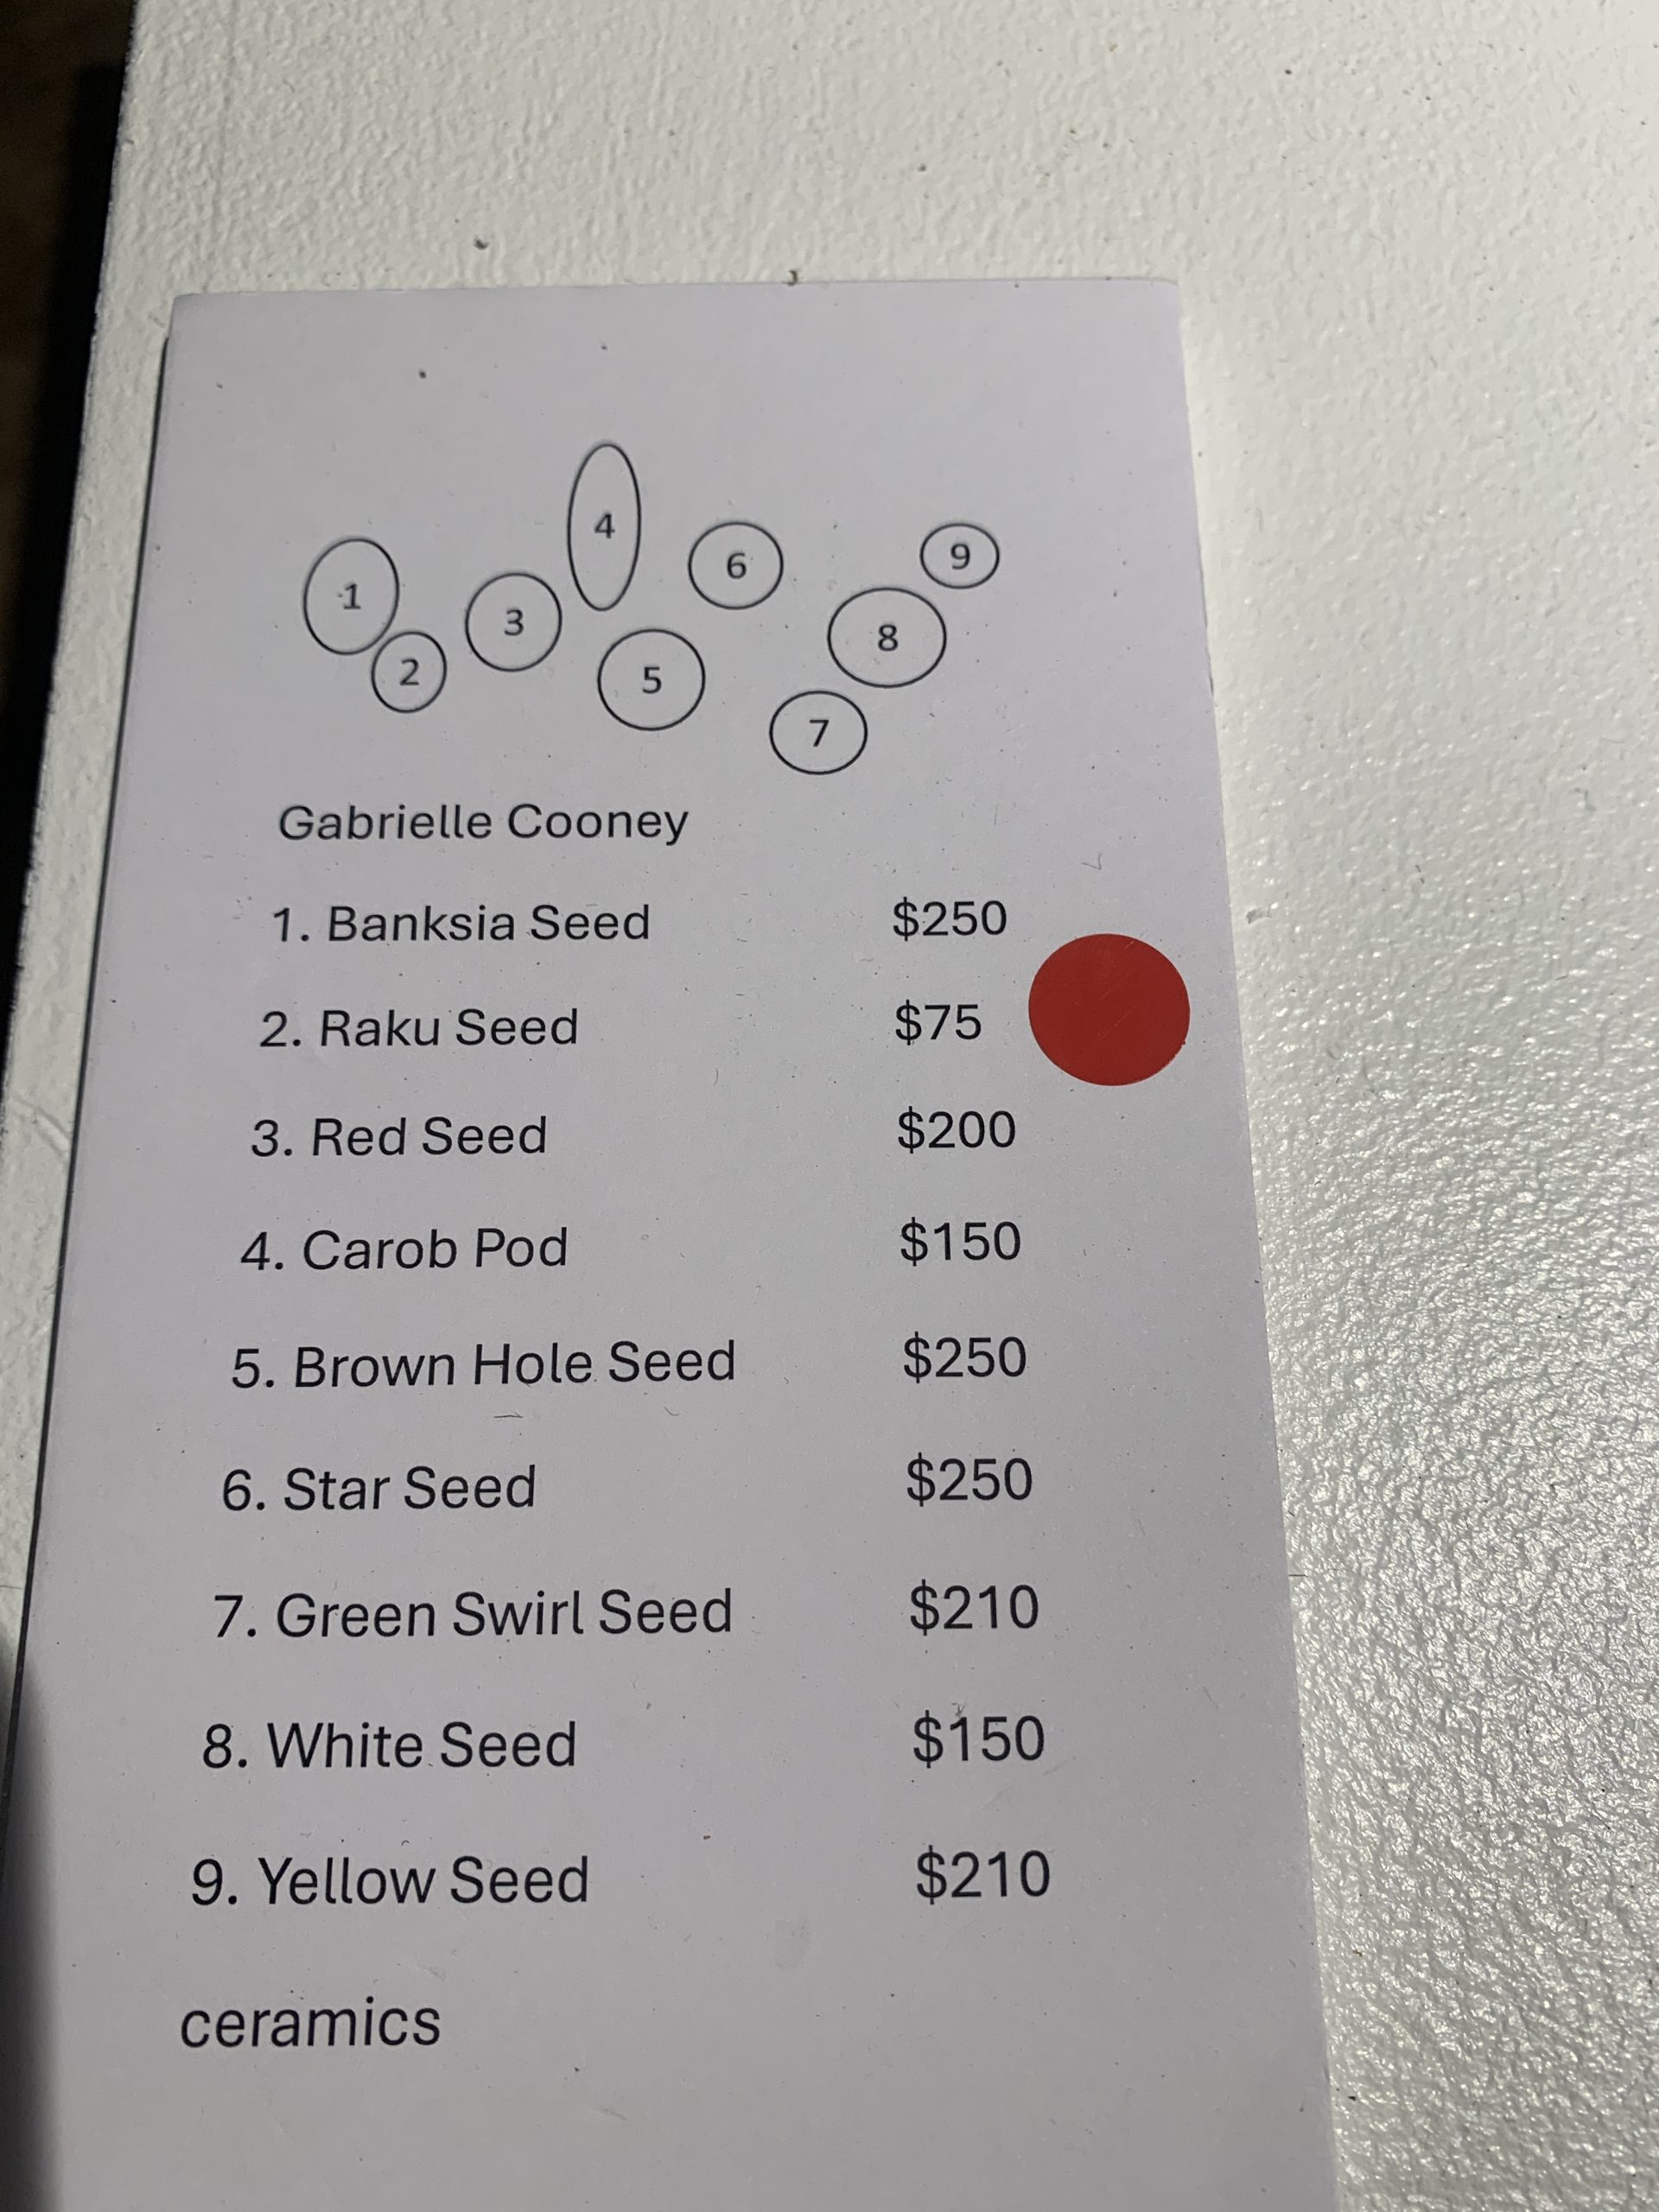 4
6
9
1
3
8
2
5
7
Gabrielle Cooney
1. Banksia Seed $250
2. Raku Seed $75
3. Red Seed $200
4. Carob Pod $150
5. Brown Hole Seed $250
6. Star Seed $250
7. Green Swirl Seed $210
8. White Seed $150
9. Yellow Seed $210
ceramics